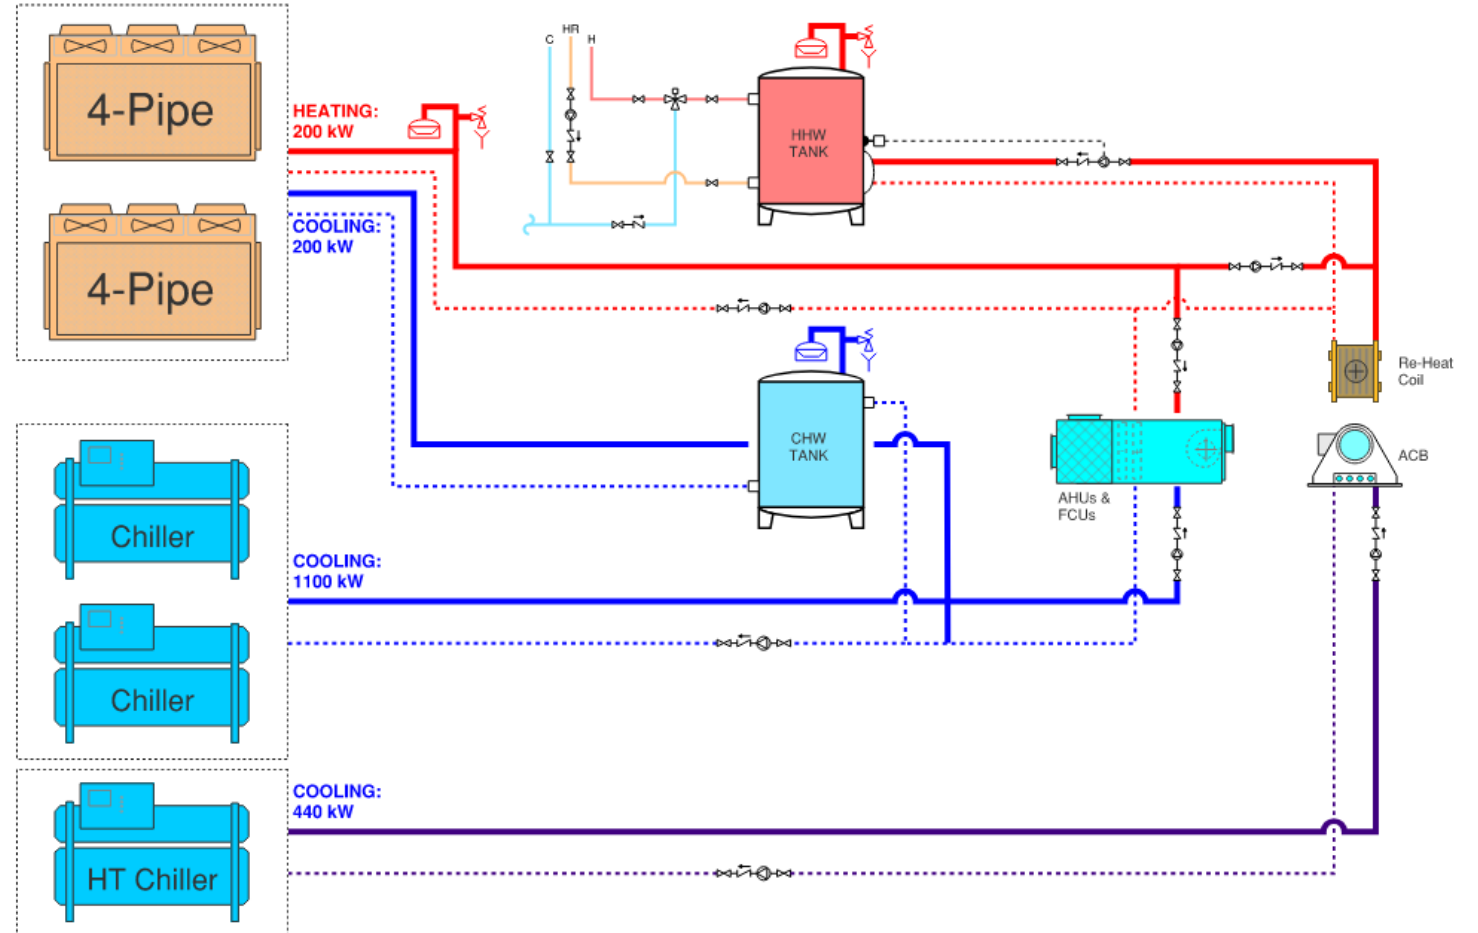 C
HR
H
4-Pipe
HEATING:
200 kW
HHW
TANK
COOLING:
200 kW
4-Pipe
Re-Heat
Coil
CHW
TANK
ACB
AHUs &
FCUs
Chiller
COOLING:
1100 kW
Chiller
COOLING:
440 kW
HT Chiller